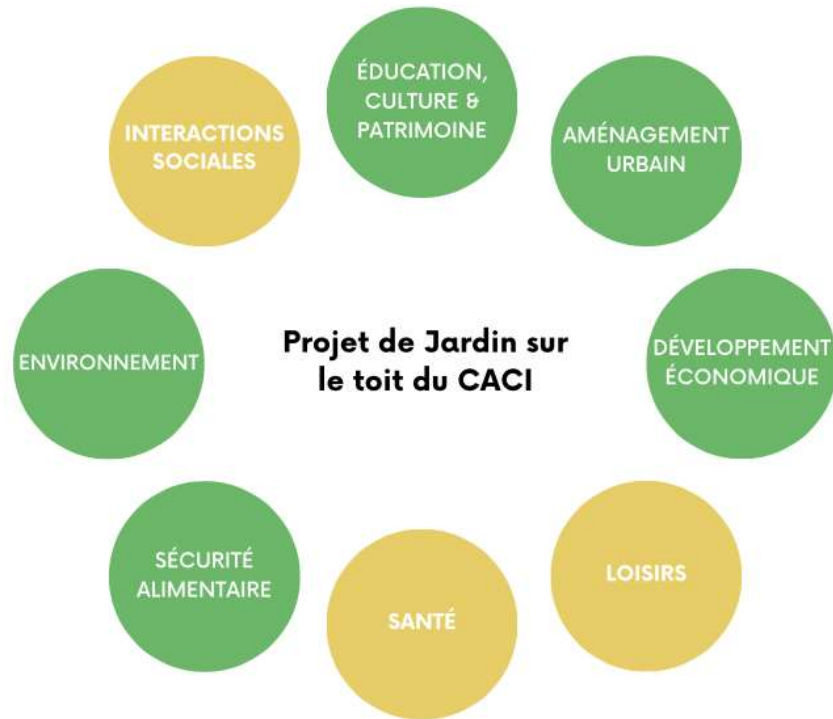 ÉDUCATION,
CULTURE &
PATRIMOINE
INTERACTIONS
SOCIALES
AMÉNAGEMENT
URBAIN
ENVIRONNEMENT
Projet de Jardin sur
le toit du CACI
DÉVELOPPEMENT
ÉCONOMIQUE
SÉCURITÉ
ALIMENTAIRE
SANTÉ
LOISIRS